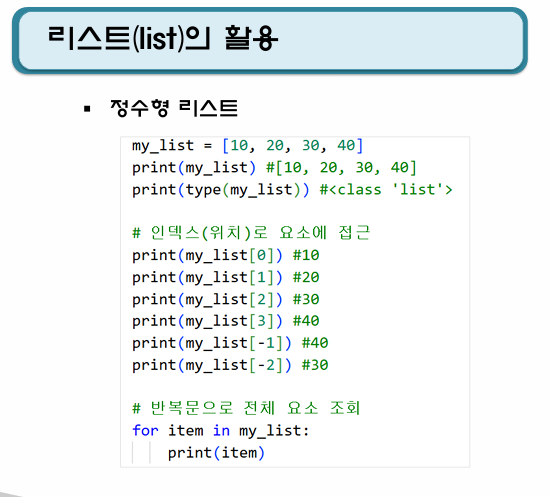 리스트(list)의 활용
▪ 정수형 리스트
my_list = [10, 20, 30, 40]
print(my_list) #[10, 20, 30, 40]
print(type(my_list)) #<class 'list'>
# 인덱스(위치)로 요소에 접근
print(my_list[0]) #10
print(my_list[1]) #20
print(my_list[2]) #30
print(my_list[3]) #40
print(my_list[-1]) #40
print(my_list[-2]) #30
# 반복문으로 전체 요소 조회
for item in my_list:
    print(item)